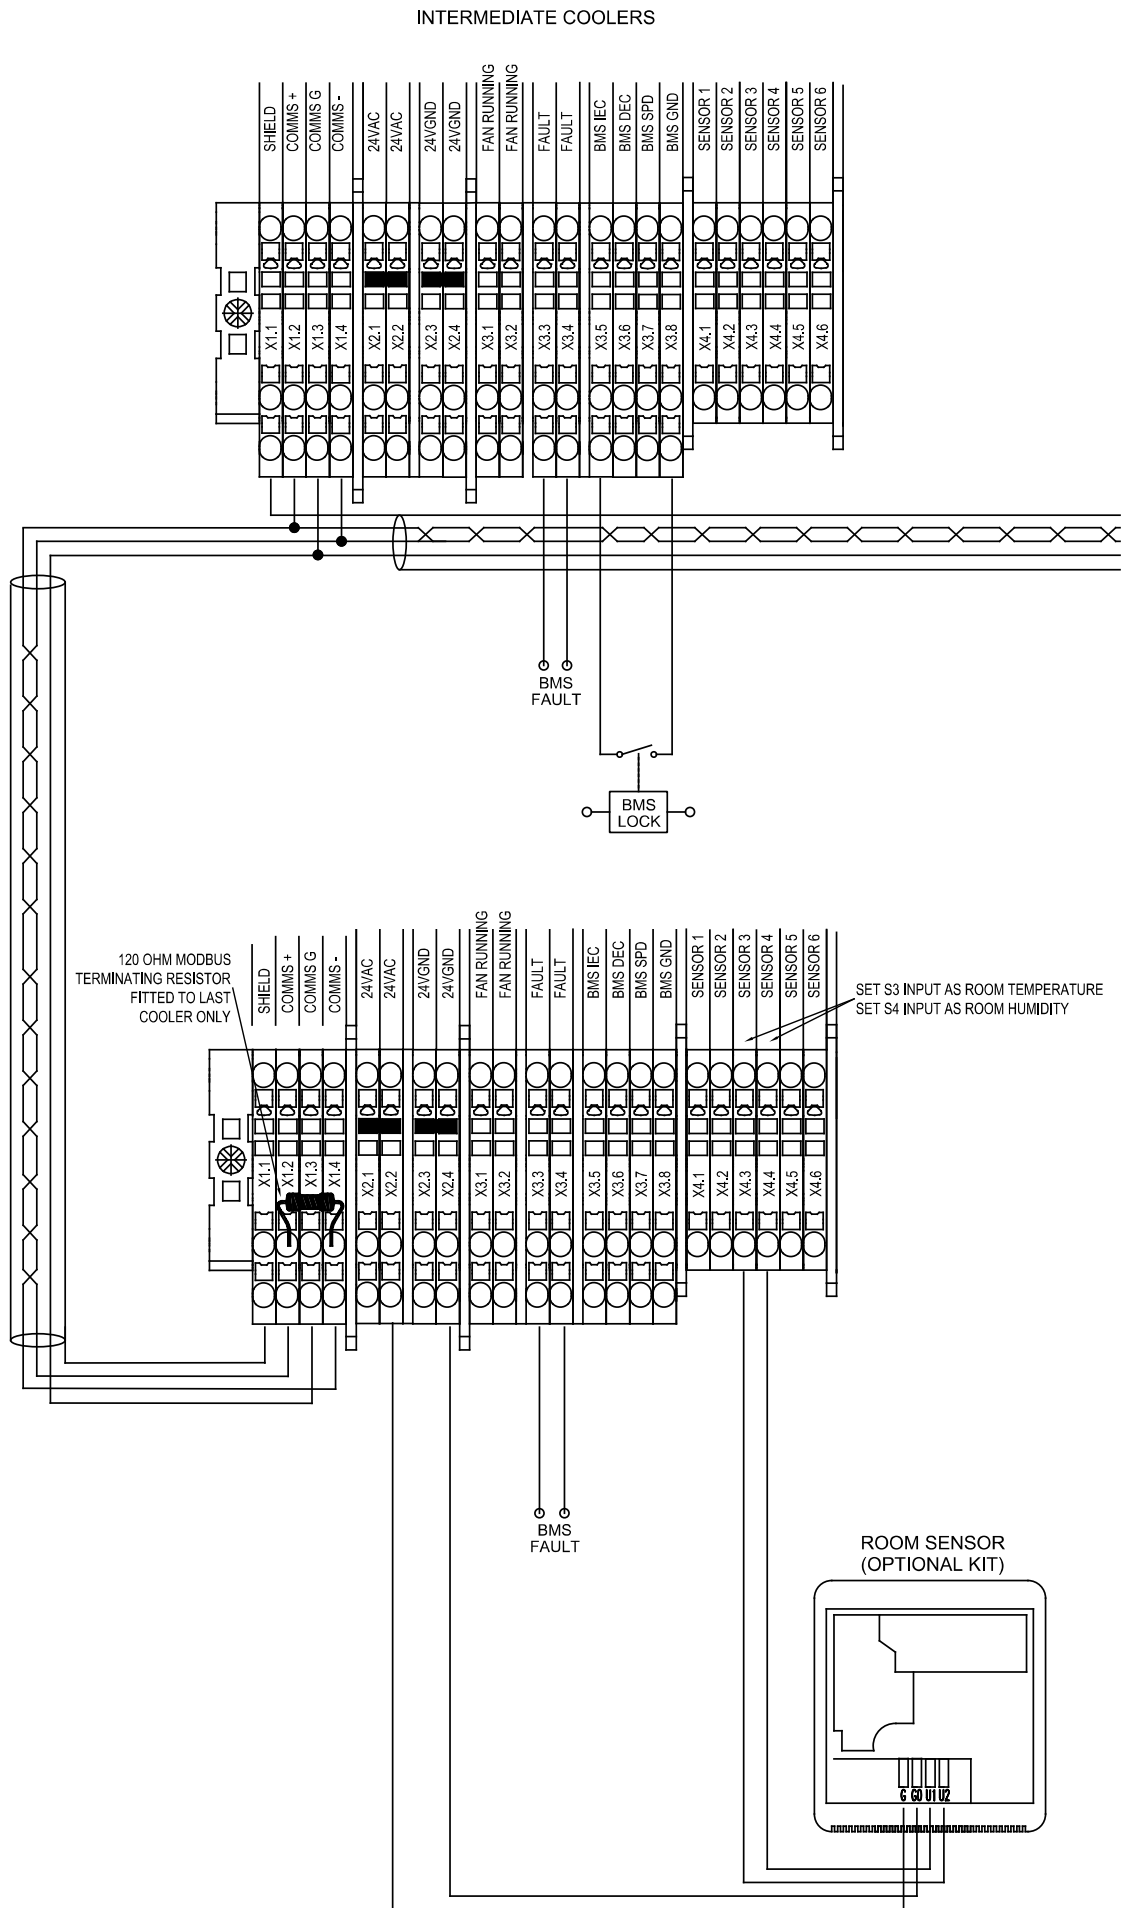 INTERMEDIATE COOLERS
SHIELD
COMMS +
COMMS G
COMMS -
24VAC
24VAC
24VGND
24VGND
FAN RUNNING
FAN RUNNING
FAULT
FAULT
BMS IEC
BMS DEC
BMS SPD
BMS GND
SENSOR 1
SENSOR 2
SENSOR 3
SENSOR 4
SENSOR 5
SENSOR 6
X1.1
X1.2
X1.3
X1.4
X2.1
X2.2
X2.3
X2.4
X3.1
X3.2
X3.3
X3.4
X3.5
X3.6
X3.7
X3.8
X4.1
X4.2
X4.3
X4.4
X4.5
X4.6
BMS
FAULT
BMS
LOCK
120 OHM MODBUS
TERMINATING RESISTOR
FITTED TO LAST
COOLER ONLY
SHIELD
COMMS +
COMMS G
COMMS -
24VAC
24VAC
24VGND
24VGND
FAN RUNNING
FAN RUNNING
FAULT
FAULT
BMS IEC
BMS DEC
BMS SPD
BMS GND
SENSOR 1
SENSOR 2
SENSOR 3
SENSOR 4
SENSOR 5
SENSOR 6
SET S3 INPUT AS ROOM TEMPERATURE
SET S4 INPUT AS ROOM HUMIDITY
X1.1
X1.2
X1.3
X1.4
X2.1
X2.2
X2.3
X2.4
X3.1
X3.2
X3.3
X3.4
X3.5
X3.6
X3.7
X3.8
X4.1
X4.2
X4.3
X4.4
X4.5
X4.6
BMS
FAULT
ROOM SENSOR
(OPTIONAL KIT)
G G0 U1 U2